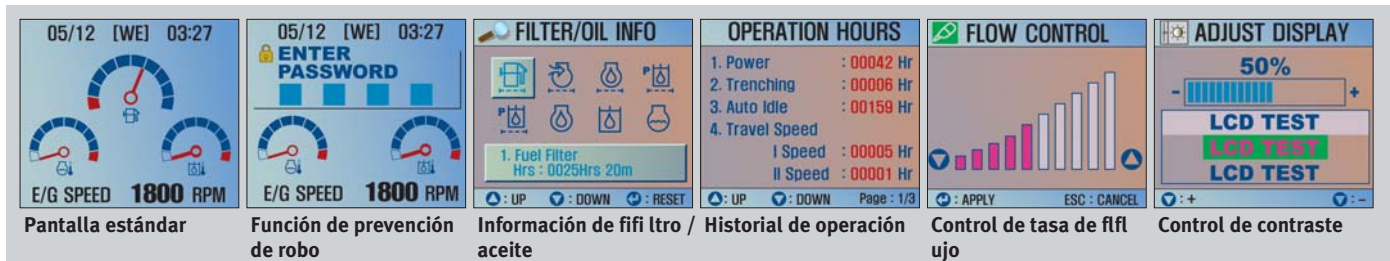 05/12 [WE] 03:27
E/G SPEED 1800 RPM
Pantalla estándar
05/12 [WE] 03:27
ENTER
PASSWORD
E/G SPEED 1800 RPM
Función de prevención
de robo
FILTER/OIL INFO
P
P
1. Fuel Filter
Hrs : 0025Hrs 20m
: UP : DOWN : RESET
Información de fifi ltro /
aceite
OPERATION HOURS
1. Power : 00042 Hr
2. Trenching : 00006 Hr
3. Auto Idle : 00159 Hr
4. Travel Speed
I Speed : 00005 Hr
II Speed : 00001 Hr
: UP : DOWN Page : 1/3
Historial de operación
FLOW CONTROL
: APPLY ESC : CANCEL
Control de tasa de flfl
ujo
ADJUST DISPLAY
50%
- +
LCD TEST
LCD TEST
LCD TEST
: + : -
Control de contraste